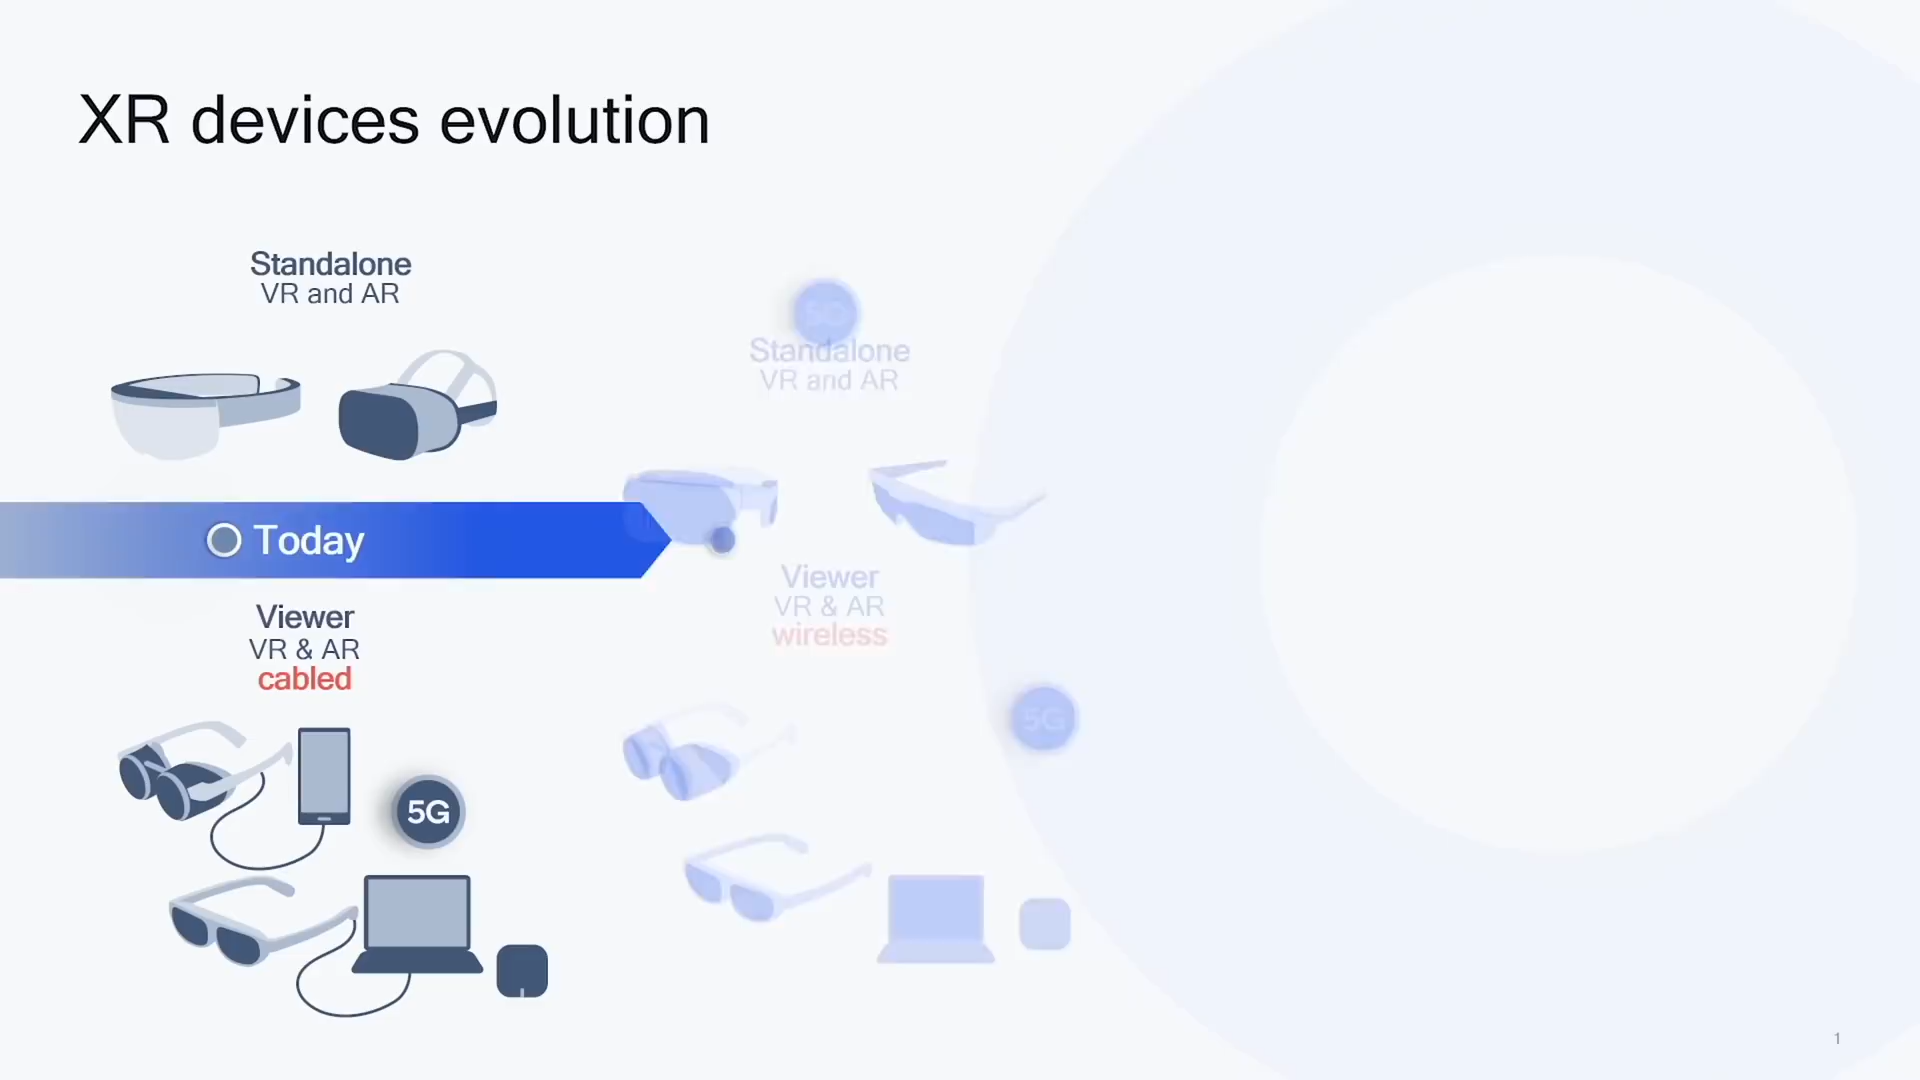 XR devices evolution
Standalone
VR and AR
5G
Standalone
VR and AR
Today
Viewer
VR & AR
cabled
Viewer
VR & AR
wireless
5G
5G
1